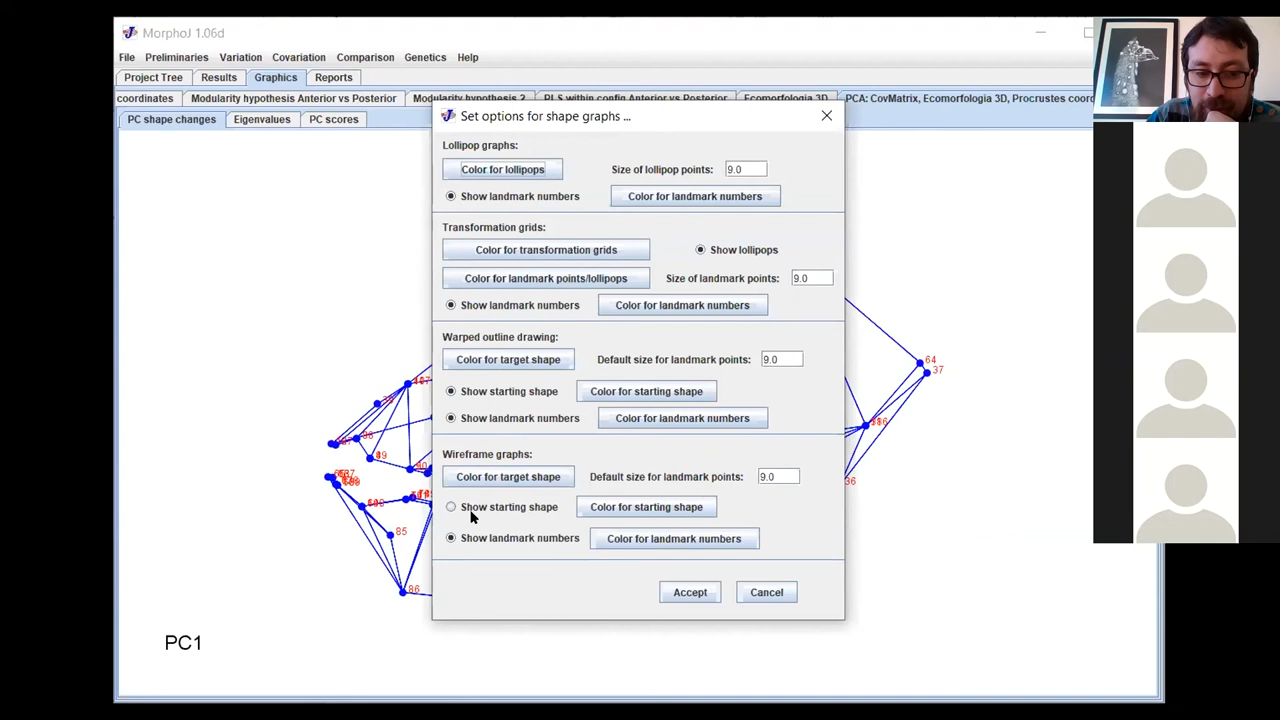 MorphoJ 1.06d
File Preliminaries Variation Covariation Comparison Genetics Help
Project Tree Results Graphics Reports
coordinates Modularity hypothesis Anterior vs Posterior Modularity hypothesis 2 PLS within config Anterior vs Posterior Ecomorfologia 3D PCA: CovMatrix, Ecomorfologia 3D, Procrustes coord
PC shape changes Eigenvalues PC scores
Set options for shape graphs ...
Lollipop graphs:
Color for lollipops Size of lollipop points: 9.0
Show landmark numbers Color for landmark numbers
Transformation grids:
Color for transformation grids Show lollipops
Color for landmark points/lollipops Size of landmark points: 9.0
Show landmark numbers Color for landmark numbers
Warped outline drawing:
Color for target shape Default size for landmark points: 9.0
Show starting shape Color for starting shape
Show landmark numbers Color for landmark numbers
Wireframe graphs:
Color for target shape Default size for landmark points: 9.0
Show starting shape Color for starting shape
Show landmark numbers Color for landmark numbers
Accept Cancel
64
37
36
85
86
PC1